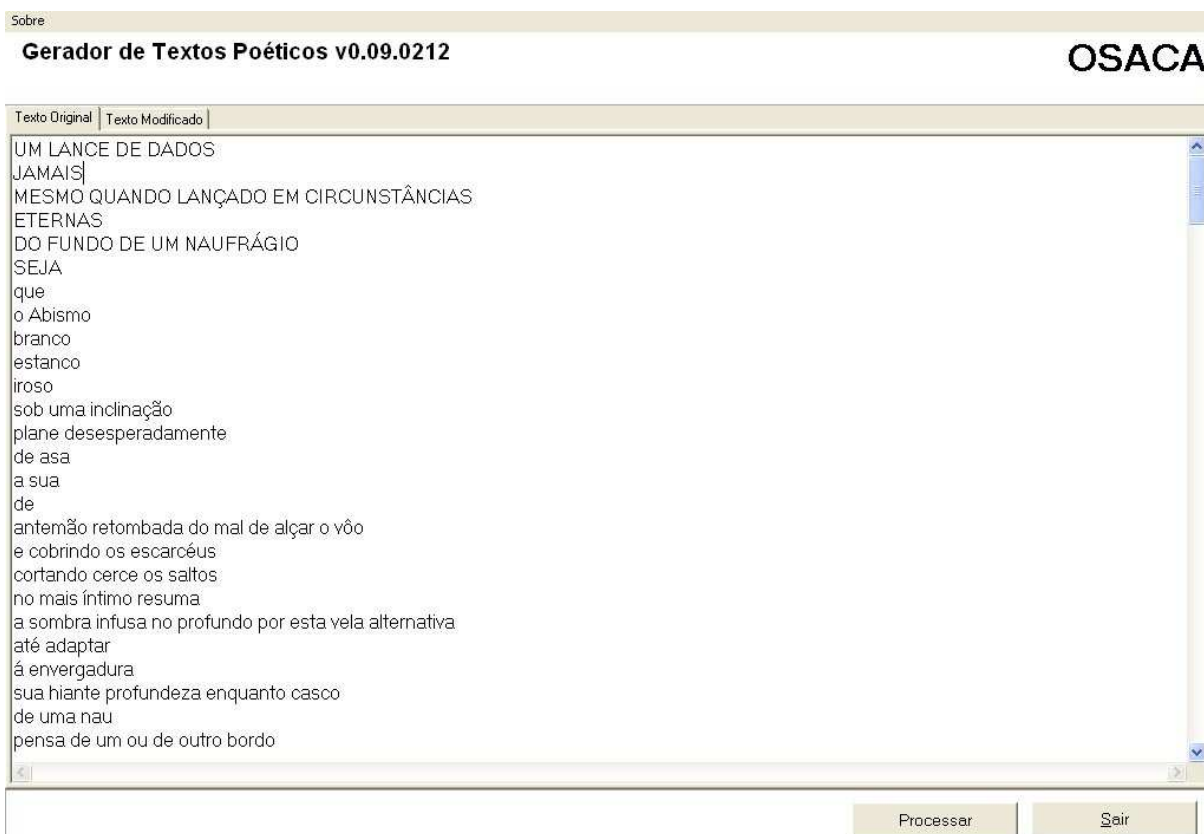 Sobre
Gerador de Textos Poéticos v0.09.0212
OSACA
Texto Original
Texto Modificado
UM LANCE DE DADOS
JAMAIS
MESMO QUANDO LANÇADO EM CIRCUNSTÂNCIAS
ETERNAS
DO FUNDO DE UM NAUFRÁGIO
SEJA
que
o Abismo
branco
estanco
iroso
sob uma inclinação
plane desesperadamente
de asa
a sua
de
antemão retombada do mal de alçar o vôo
e cobrindo os escarcéus
cortando cerce os saltos
no mais íntimo resuma
a sombra infusa no profundo por esta vela alternativa
até adaptar
á envergadura
sua hiante profundeza enquanto casco
de uma nau
pensa de um ou de outro bordo
Processar
Sair